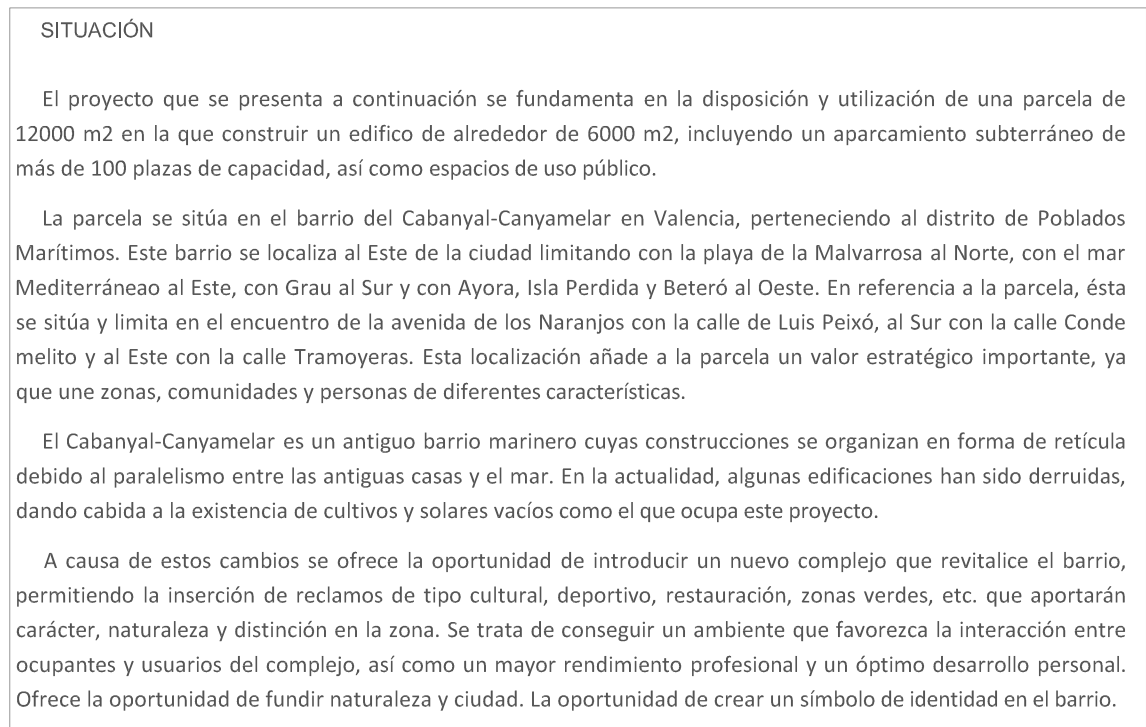 SITUACIÓN
El proyecto que se presenta a continuación se fundamenta en la disposición y utilización de una parcela de
12000 m2 en la que construir un edifico de alrededor de 6000 m2, incluyendo un aparcamiento subterráneo de
más de 100 plazas de capacidad, así como espacios de uso público.
La parcela se sitúa en el barrio del Cabanyal-Canyamelar en Valencia, perteneciendo al distrito de Poblados
Marítimos. Este barrio se localiza al Este de la ciudad limitando con la playa de la Malvarrosa al Norte, con el mar
Mediterráneao al Este, con Grau al Sur y con Ayora, Isla Perdida y Beteró al Oeste. En referencia a la parcela, ésta
se sitúa y limita en el encuentro de la avenida de los Naranjos con la calle de Luis Peixó, al Sur con la calle Conde
melito y al Este con la calle Tramoyeras. Esta localización añade a la parcela un valor estratégico importante, ya
que une zonas, comunidades y personas de diferentes características.
El Cabanyal-Canyamelar es un antiguo barrio marinero cuyas construcciones se organizan en forma de retícula
debido al paralelismo entre las antiguas casas y el mar. En la actualidad, algunas edificaciones han sido derruidas,
dando cabida a la existencia de cultivos y solares vacíos como el que ocupa este proyecto.
A causa de estos cambios se ofrece la oportunidad de introducir un nuevo complejo que revitalice el barrio,
permitiendo la inserción de reclamos de tipo cultural, deportivo, restauración, zonas verdes, etc. que aportarán
carácter, naturaleza y distinción en la zona. Se trata de conseguir un ambiente que favorezca la interacción entre
ocupantes y usuarios del complejo, así como un mayor rendimiento profesional y un óptimo desarrollo personal.
Ofrece la oportunidad de fundir naturaleza y ciudad. La oportunidad de crear un símbolo de identidad en el barrio.